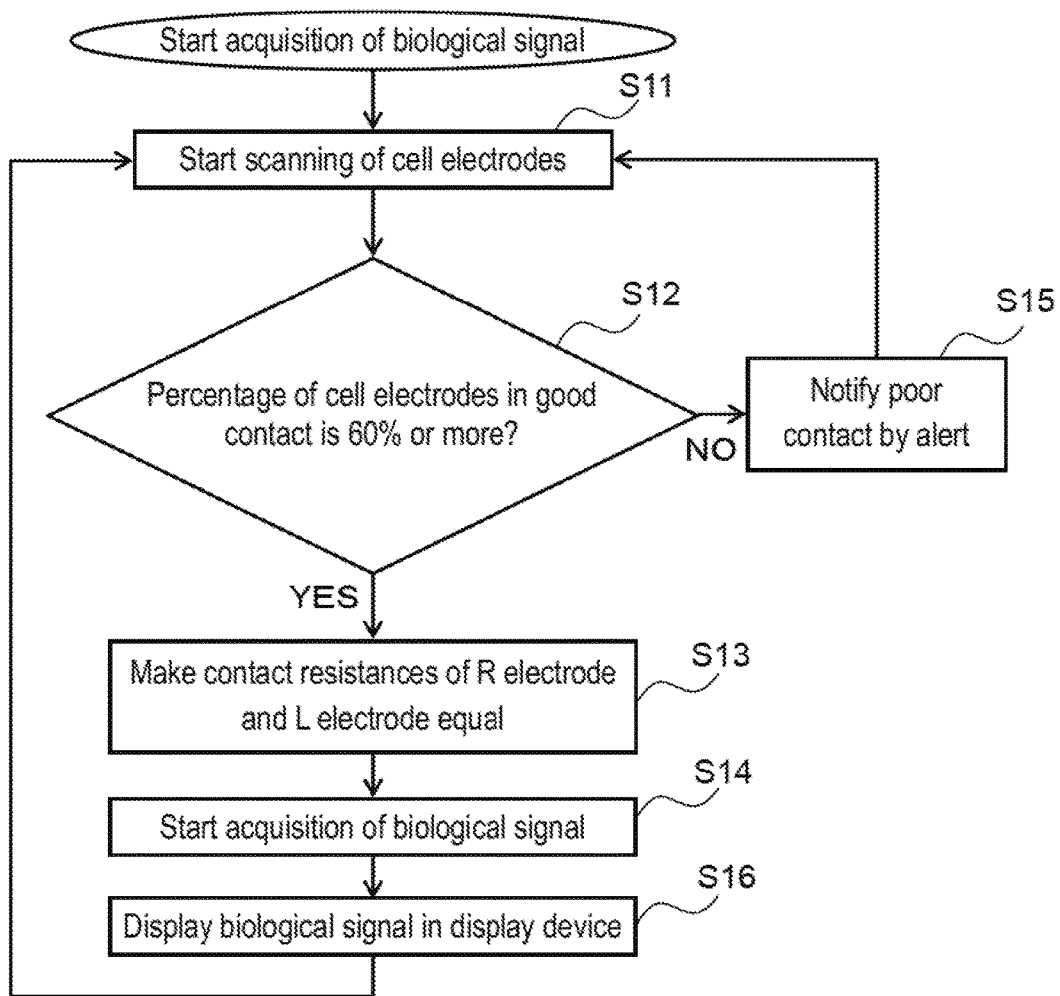 Start acquisition of biological signal
S11
Start scanning of cell electrodes
S12
S15
Percentage of cell electrodes in good
contact is 60% or more?
Notify poor
contact by alert
NO
YES
S13
Make contact resistances of R electrode
and L electrode equal
S14
Start acquisition of biological signal
S16
Display biological signal in display device